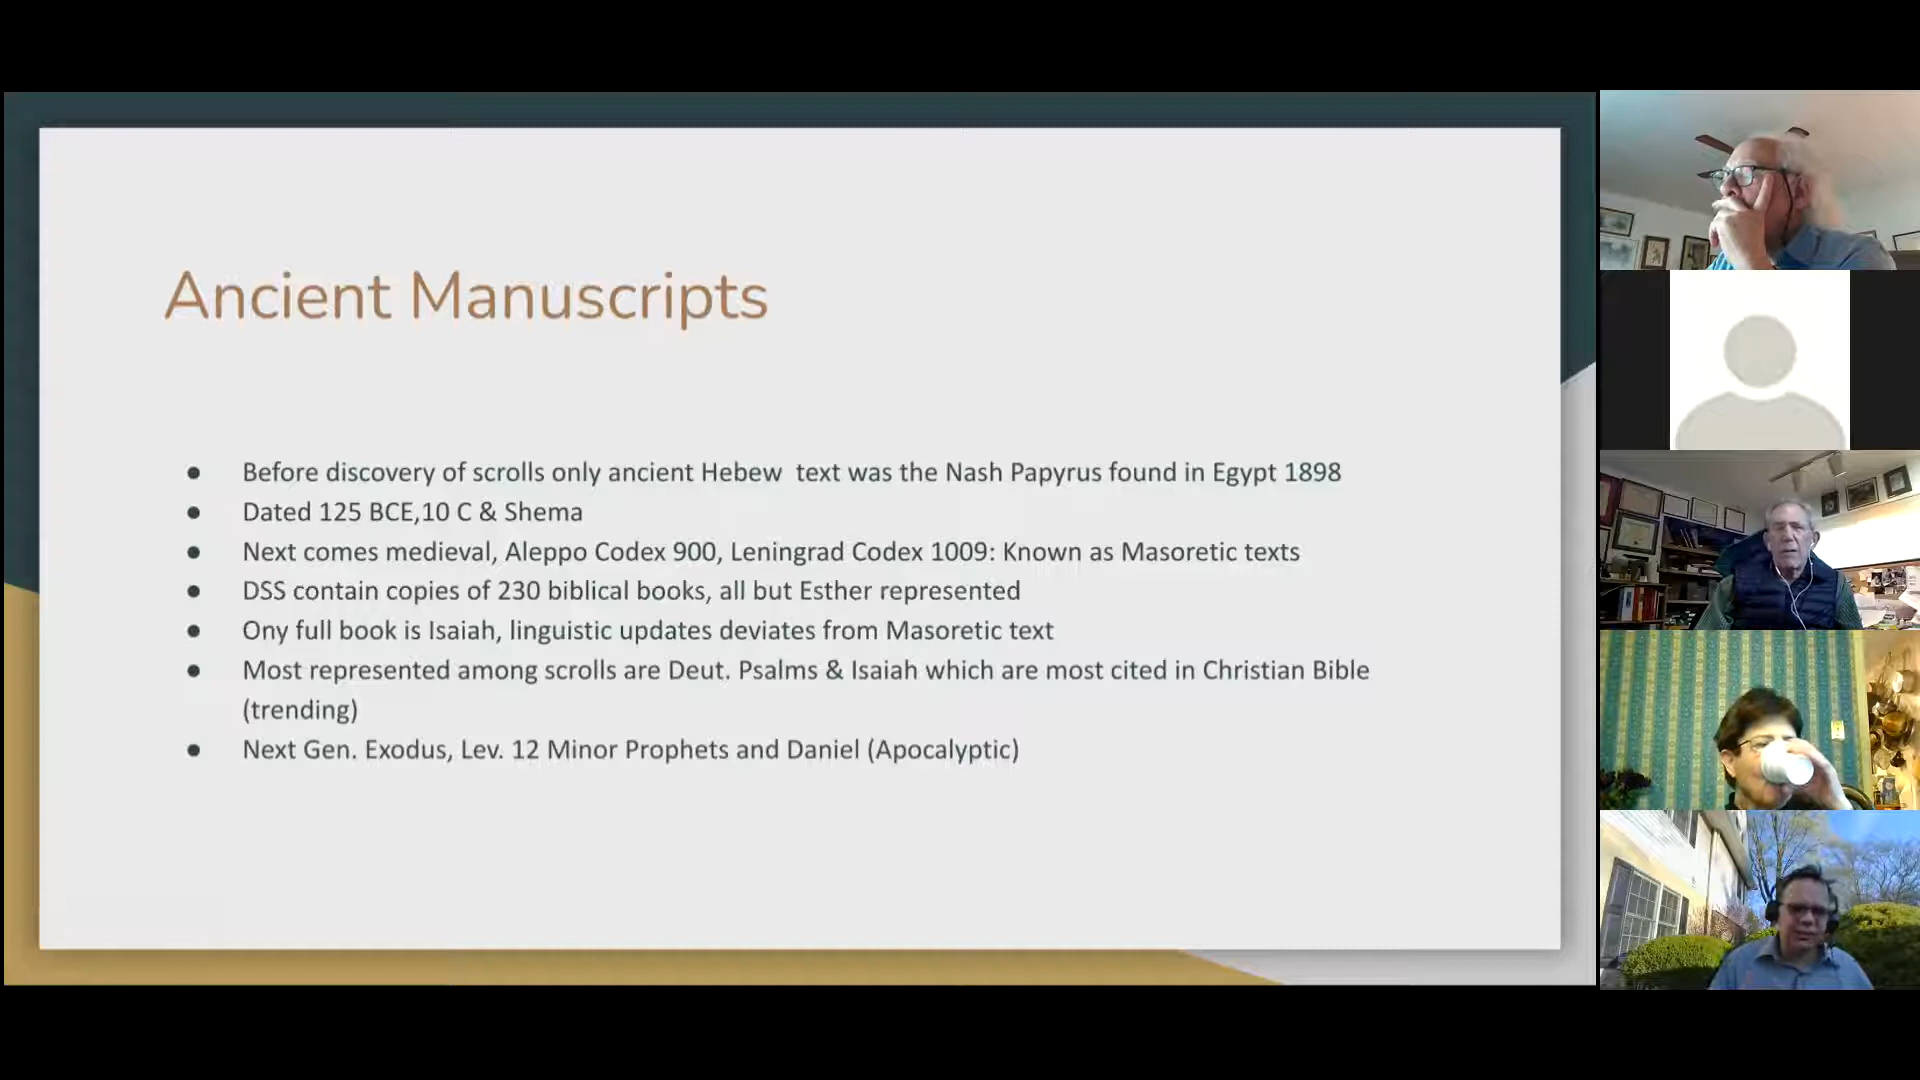 Ancient Manuscripts
● Before discovery of scrolls only ancient Hebew  text was the Nash Papyrus found in Egypt 1898
● Dated 125 BCE,10 C & Shema
● Next comes medieval, Aleppo Codex 900, Leningrad Codex 1009: Known as Masoretic texts
● DSS contain copies of 230 biblical books, all but Esther represented
● Ony full book is Isaiah, linguistic updates deviates from Masoretic text
● Most represented among scrolls are Deut. Psalms & Isaiah which are most cited in Christian Bible
(trending)
● Next Gen. Exodus, Lev. 12 Minor Prophets and Daniel (Apocalyptic)